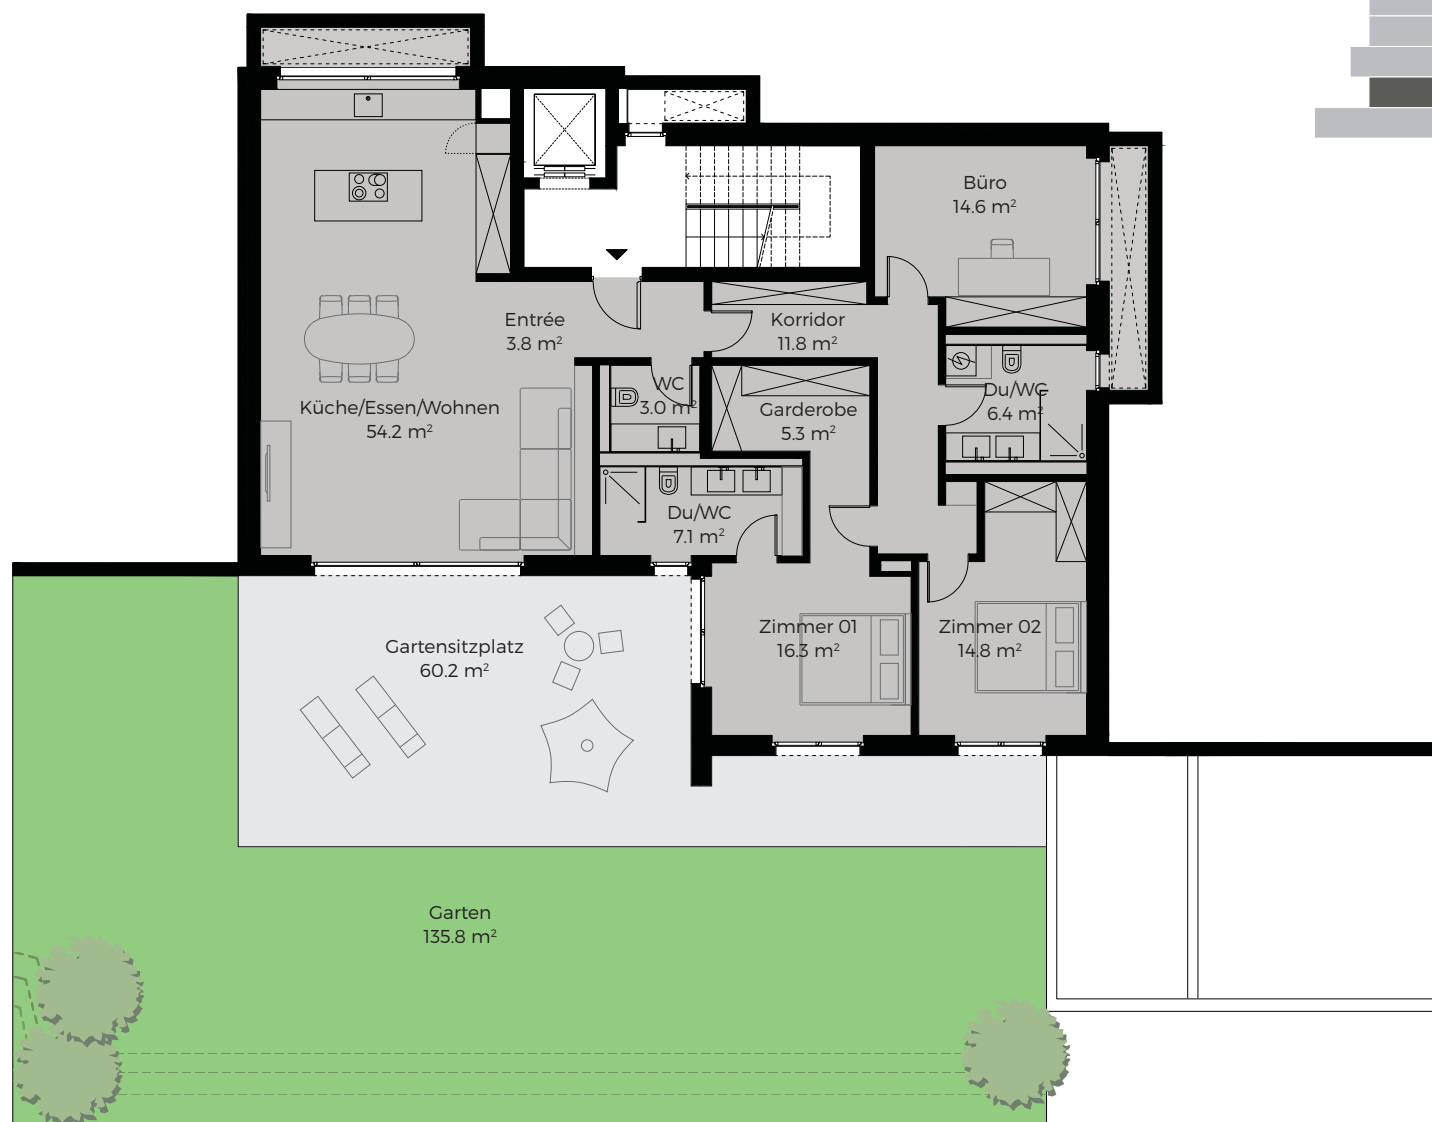 Büro
14.6 m²
Entrée
3.8 m²
Korridor
11.8 m²
WC
3.0 m²
Du/WC
6.4 m²
Küche/Essen/Wohnen
54.2 m²
Garderobe
5.3 m²
Du/WC
7.1 m²
Gartensitzplatz
60.2 m²
Zimmer 01
16.3 m²
Zimmer 02
14.8 m²
Garten
135.8 m²